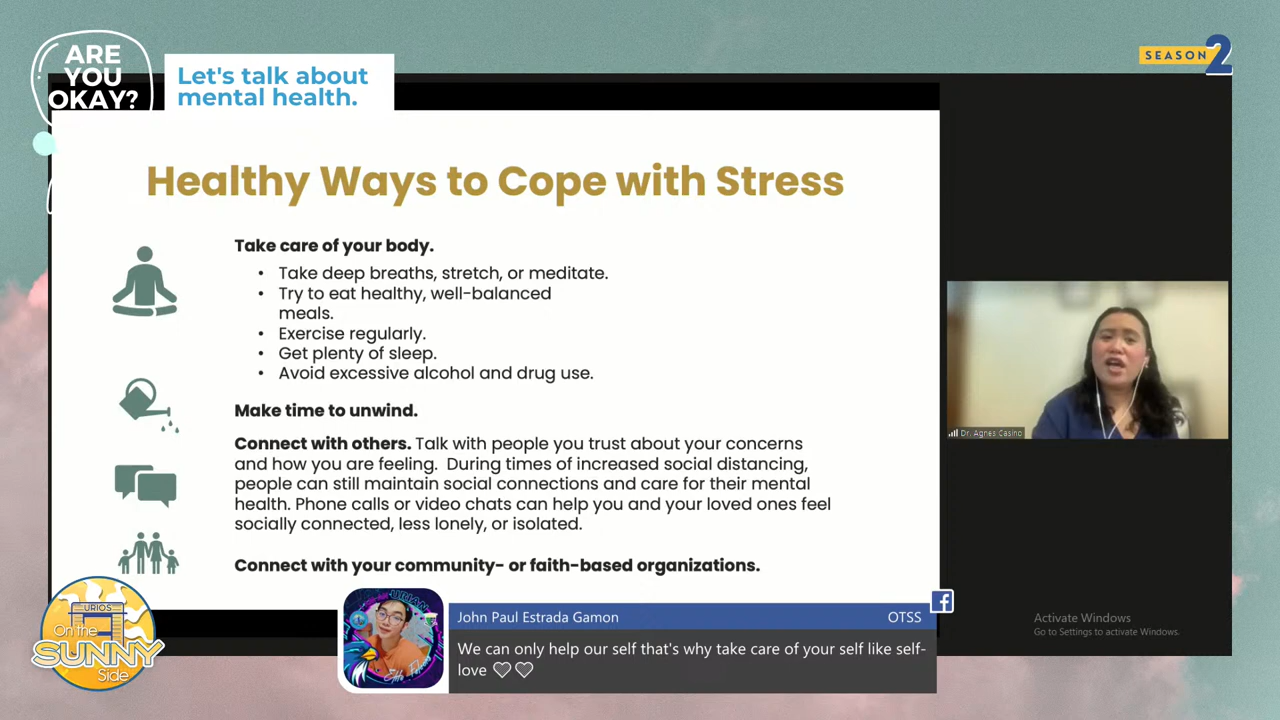 ARE
YOU
OKAY?
Let's talk about
mental health.
SEASON 2
Healthy Ways to Cope with Stress
Take care of your body.
• Take deep breaths, stretch, or meditate.
• Try to eat healthy, well-balanced
meals.
• Exercise regularly.
• Get plenty of sleep.
• Avoid excessive alcohol and drug use.
Make time to unwind.
Connect with others. Talk with people you trust about your concerns
and how you are feeling. During times of increased social distancing,
people can still maintain social connections and care for their mental
health. Phone calls or video chats can help you and your loved ones feel
socially connected, less lonely, or isolated.
Connect with your community- or faith-based organizations.
Dr. Agnes Casino
URIOS
On the
SUNNY
Side
URIAN
John Paul Estrada Gamon OTSS
We can only help our self that's why take care of your self like self-
love ♡♡
Activate Windows
Go to Settings to activate Windows.